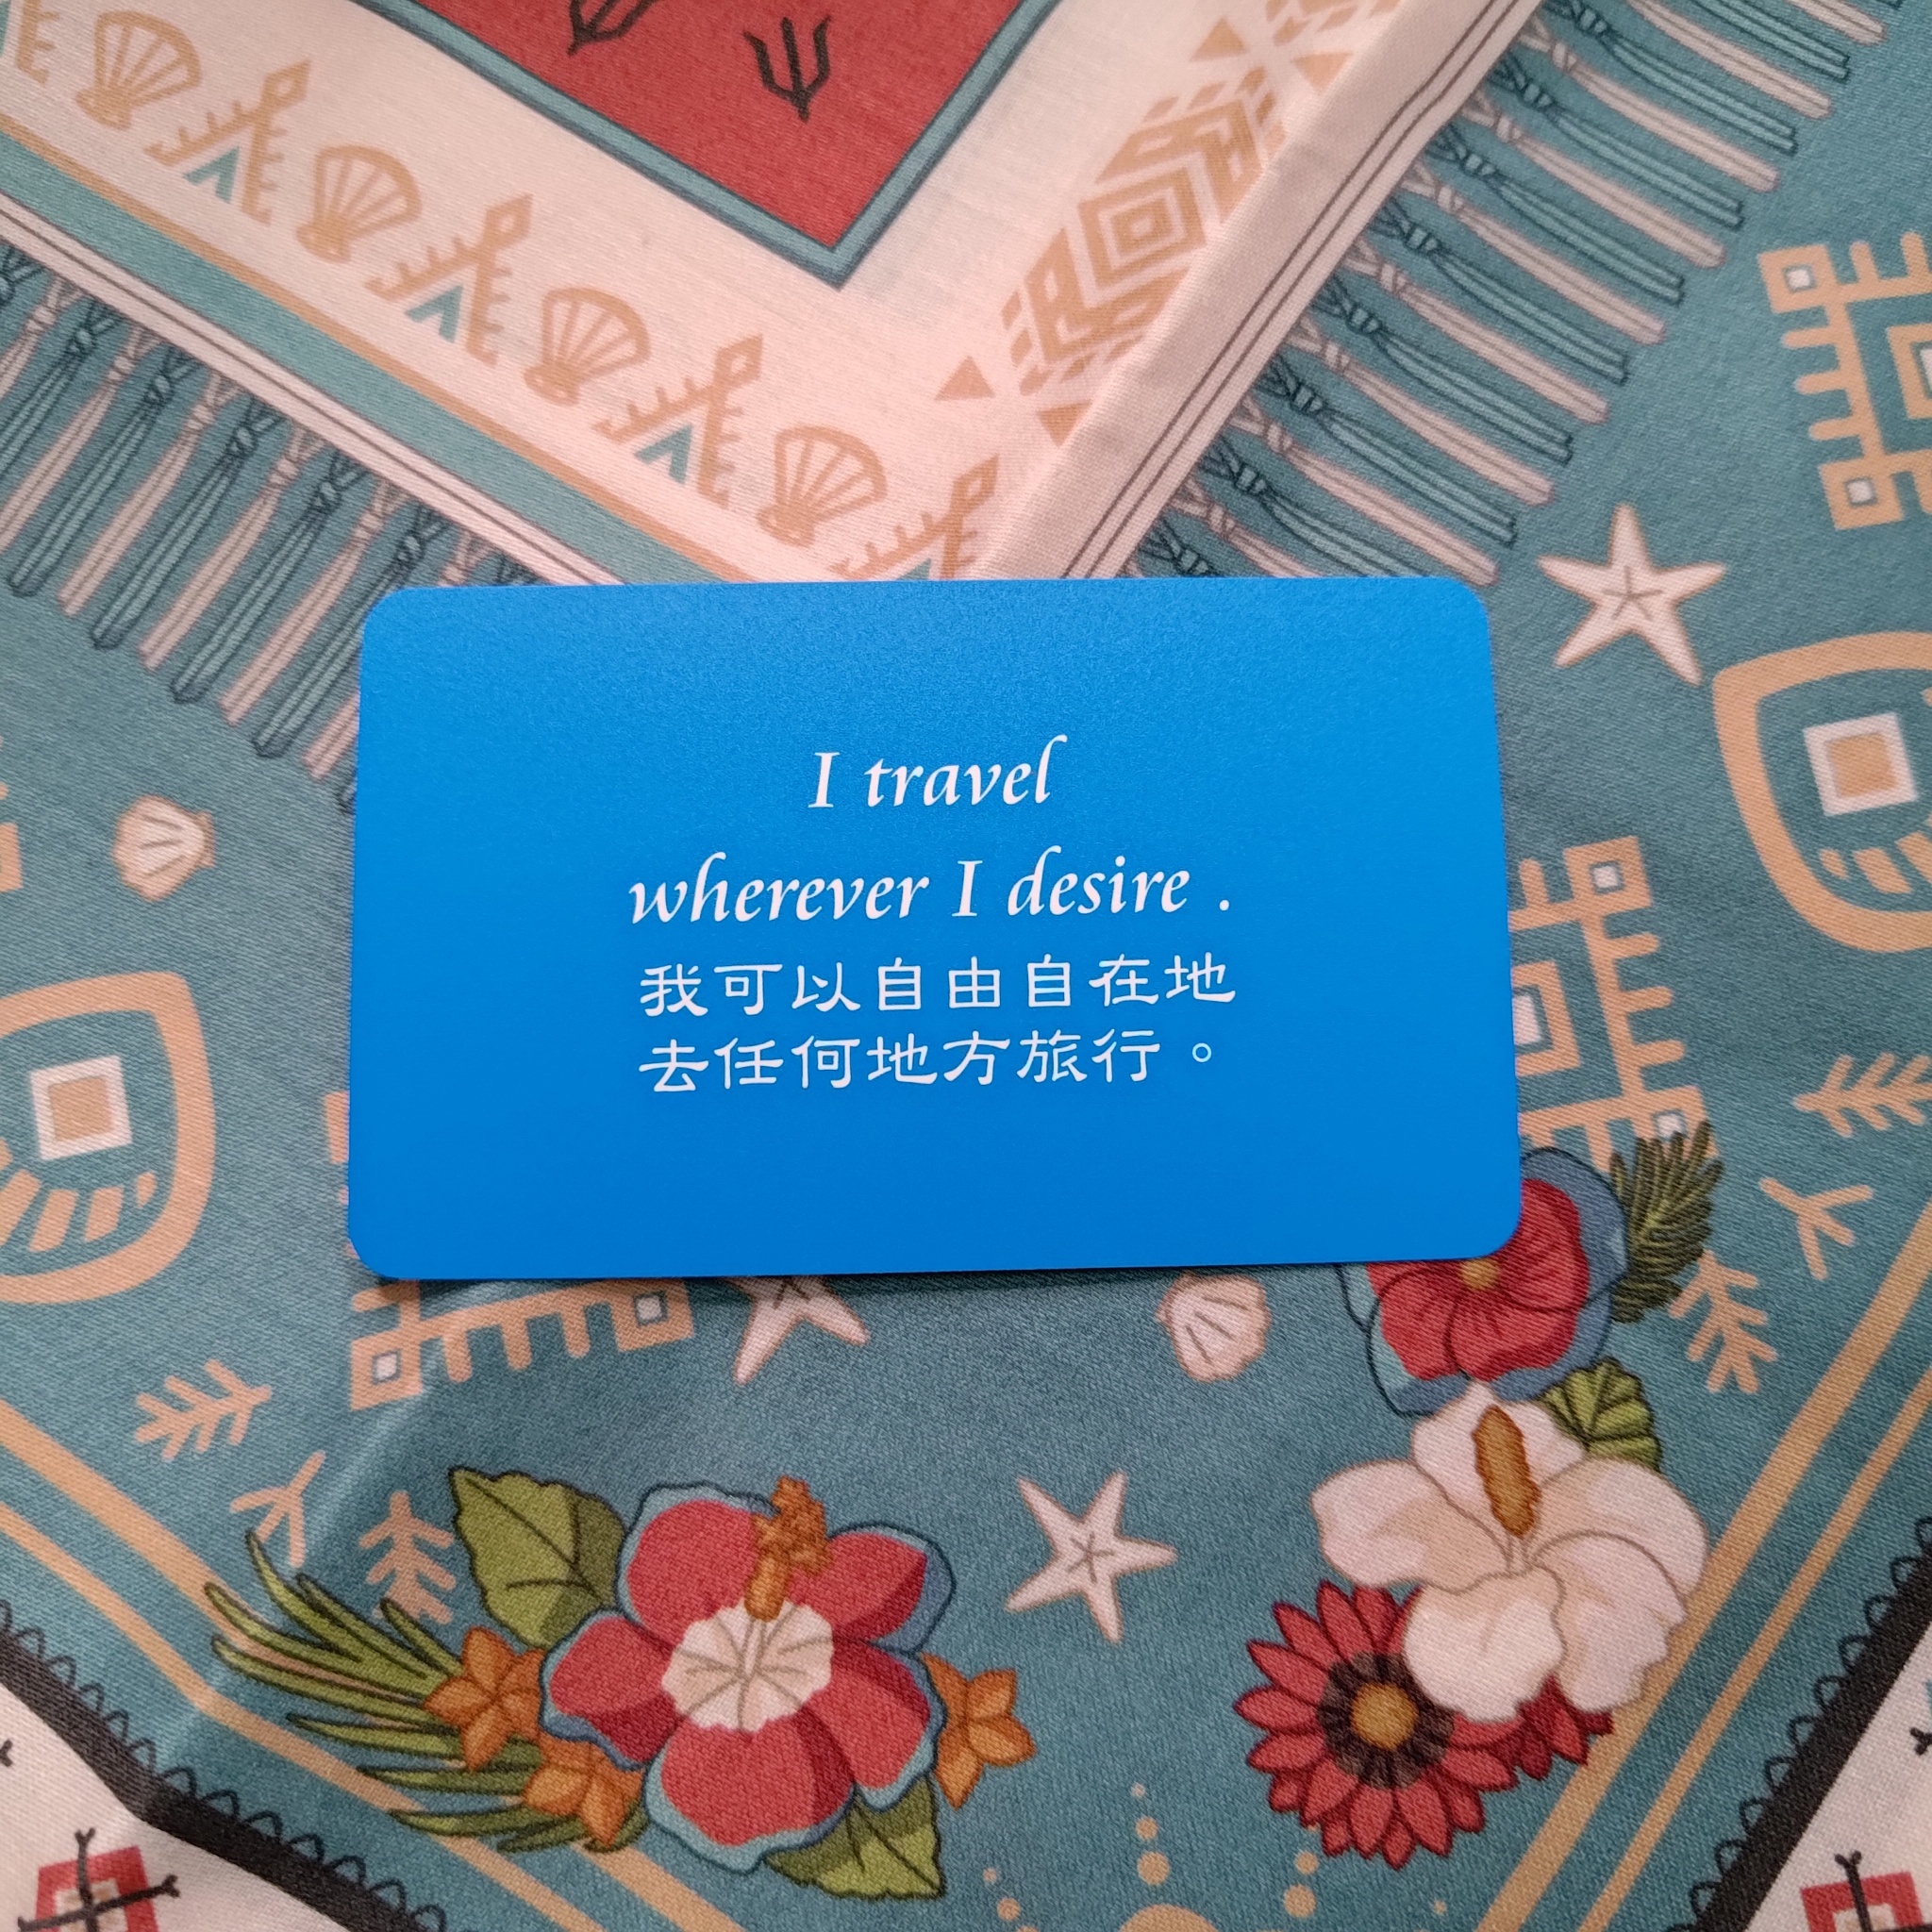 I travel
wherever I desire .
我可以自由自在地
去任何地方旅行。